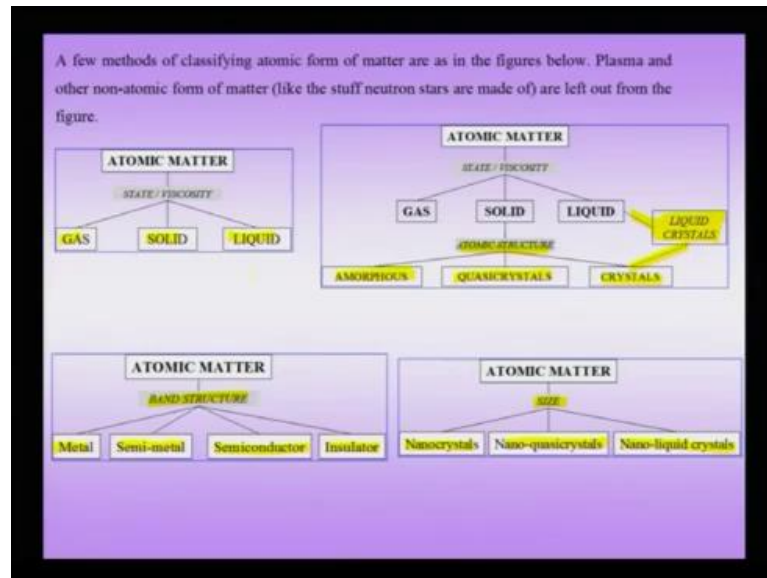 A few methods of classifying atomic form of matter are as in the figures below. Plasma and
other non-atomic form of matter (like the stuff neutron stars are made of) are left out from the
figure.
ATOMIC MATTER
STATE / VISCOSITY
GAS SOLID LIQUID
ATOMIC MATTER
STATE / VISCOSITY
GAS SOLID LIQUID
LIQUID
CRYSTALS
ATOMIC STRUCTURE
AMORPHOUS QUASICRYSTALS CRYSTALS
ATOMIC MATTER
BAND STRUCTURE
Metal Semi-metal Semiconductor Insulator
ATOMIC MATTER
SIZE
Nanocrystals Nano-quasicrystals Nano-liquid crystals